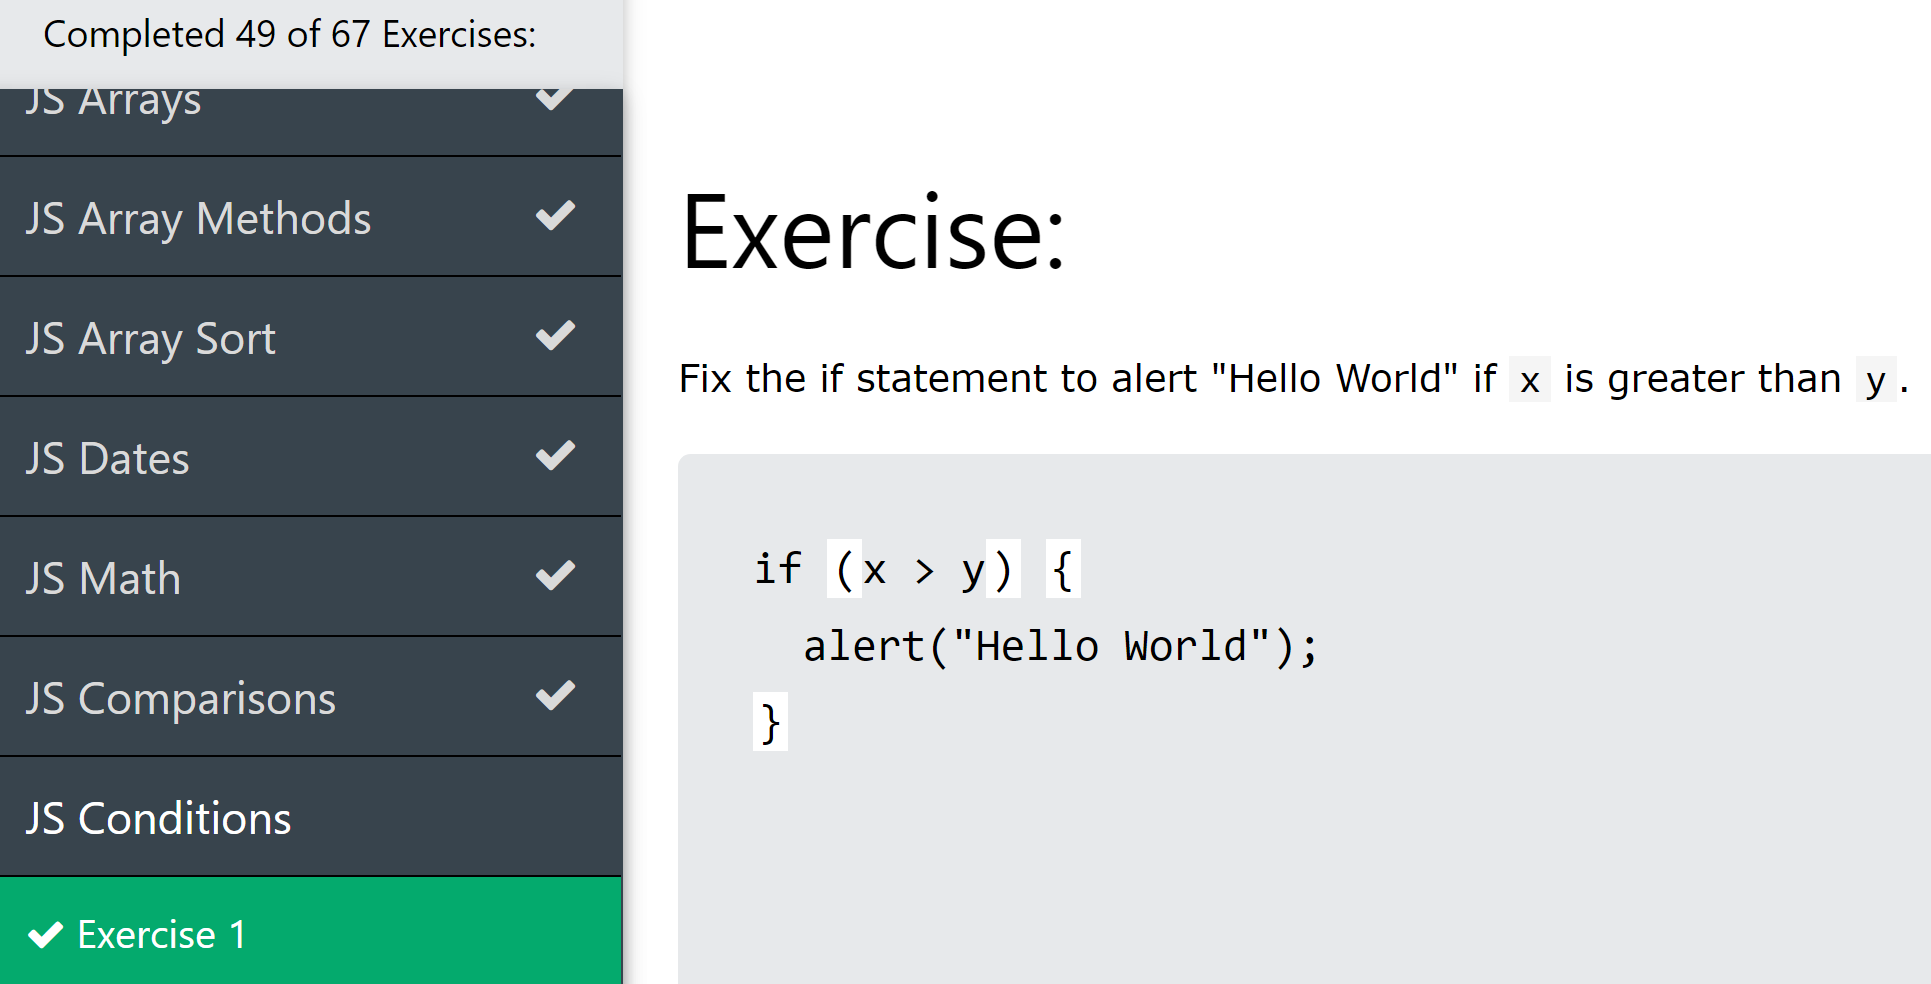 Completed 49 of 67 Exercises:
JS Arrays
JS Array Methods
JS Array Sort
JS Dates
JS Math
JS Comparisons
JS Conditions
Exercise 1
Exercise:
Fix the if statement to alert "Hello World" if x is greater than y.
if (x > y) {
  alert("Hello World");
}